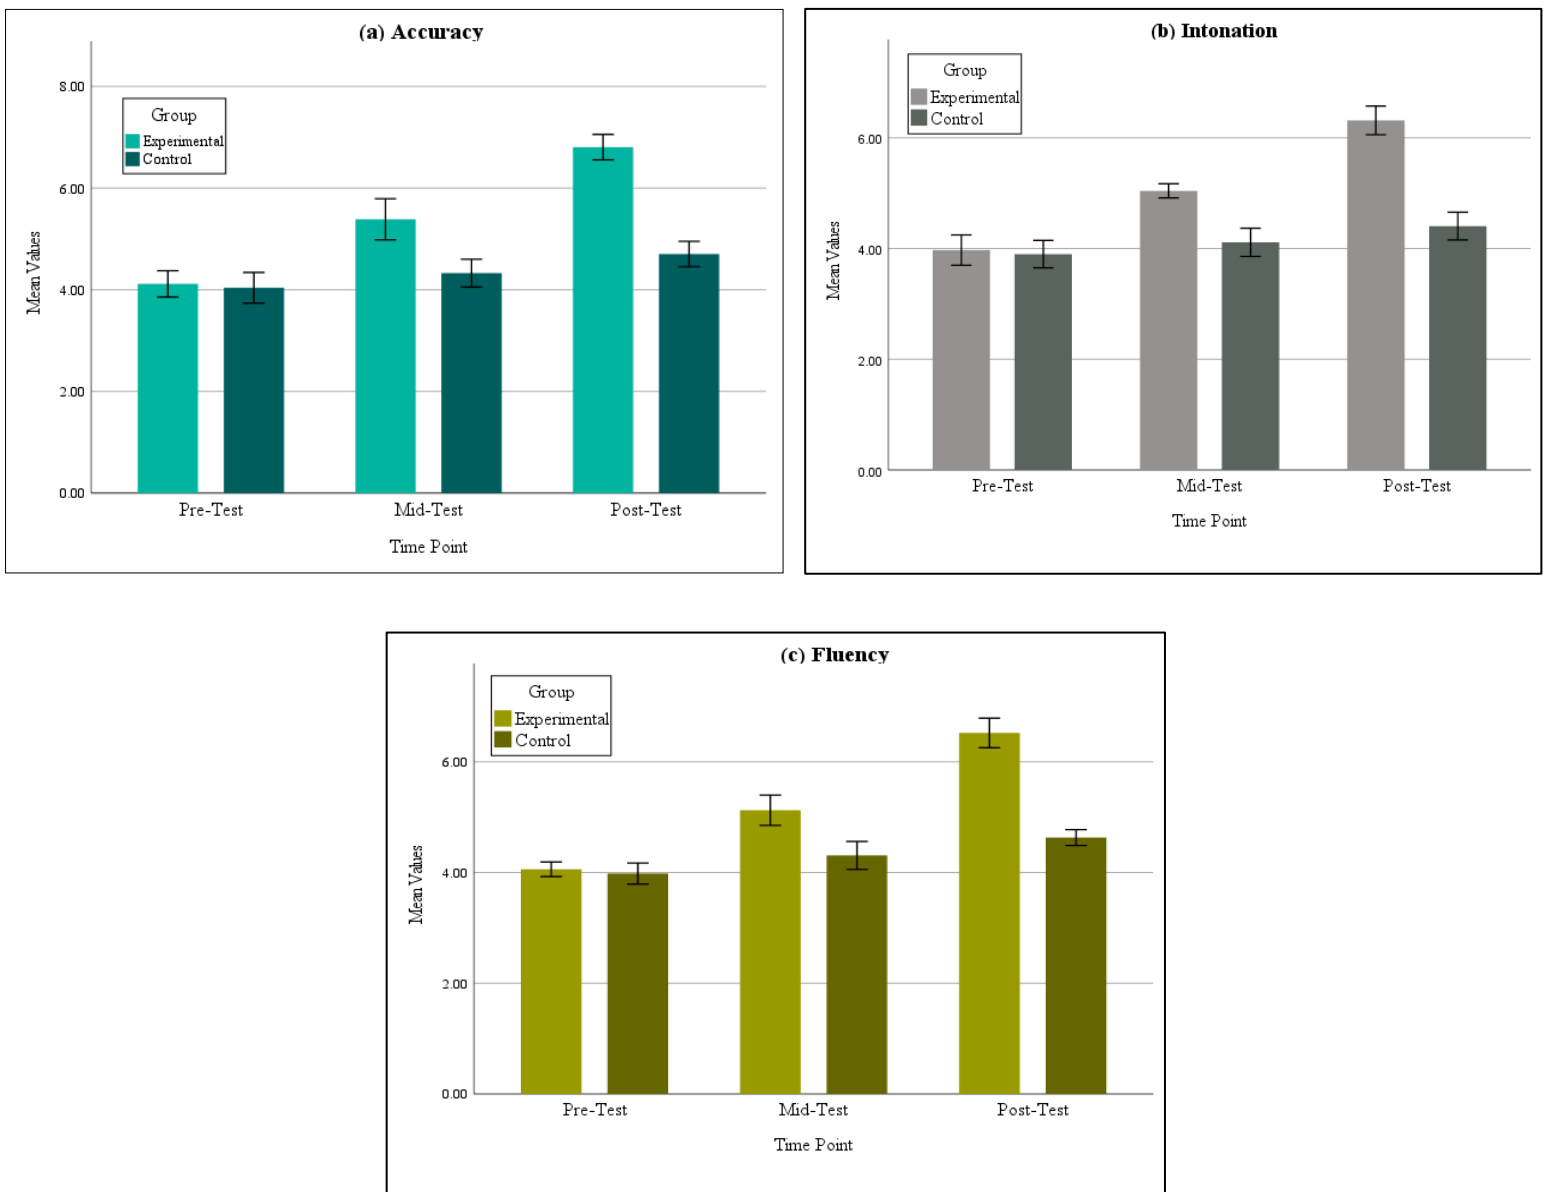 (a) Accuracy
8.00
6.00
4.00
2.00
0.00
Mean Values
Group
Experimental
Control
Pre-Test
Mid-Test
Post-Test
Time Point
(b) Intonation
6.00
4.00
2.00
0.00
Mean Values
Group
Experimental
Control
Pre-Test
Mid-Test
Post-Test
Time Point
(c) Fluency
6.00
4.00
2.00
0.00
Mean Values
Group
Experimental
Control
Pre-Test
Mid-Test
Post-Test
Time Point